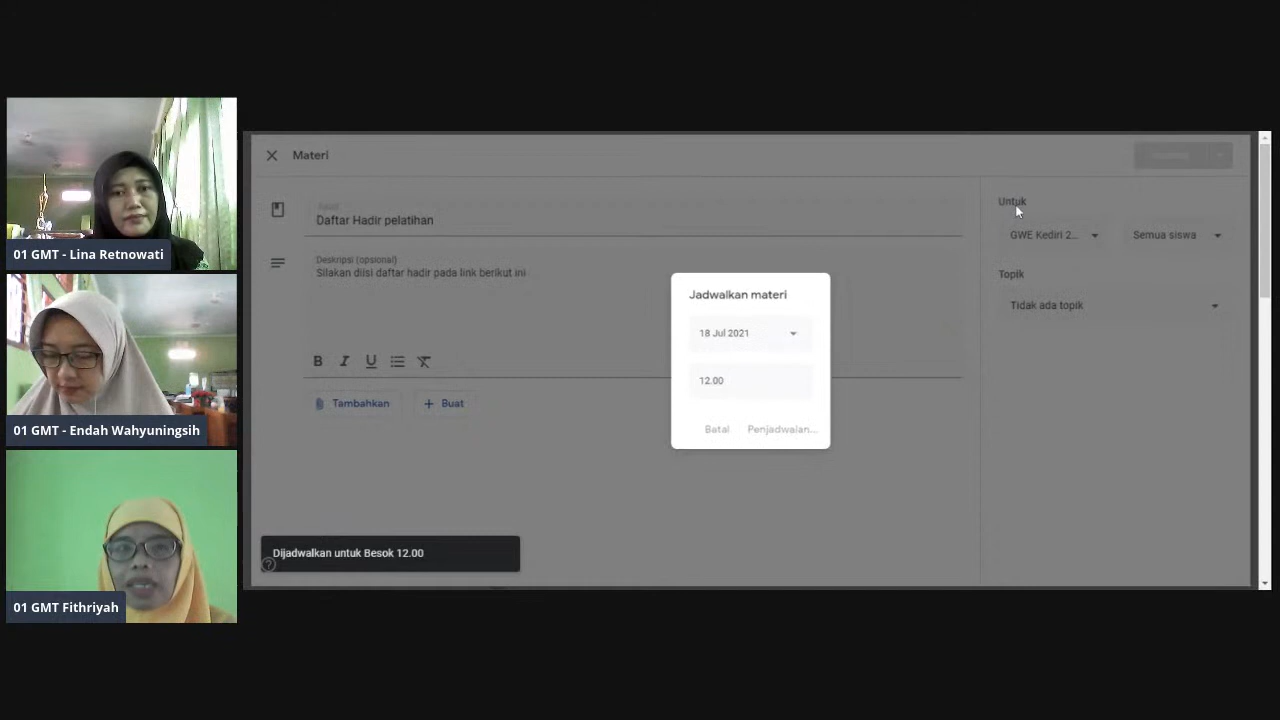 01 GMT - Lina Retnowati
01 GMT - Endah Wahyuningsih
01 GMT Fithriyah
Materi
Daftar Hadir pelatihan
Deskripsi (opsional)
Silakan diisi daftar hadir pada link berikut ini
B I U
Tambahkan
+ Buat
Untuk
GWE Kediri 2...
Semua siswa
Topik
Tidak ada topik
Jadwalkan materi
18 Jul 2021
12.00
Batal
Penjadwalan...
Dijadwalkan untuk Besok 12.00